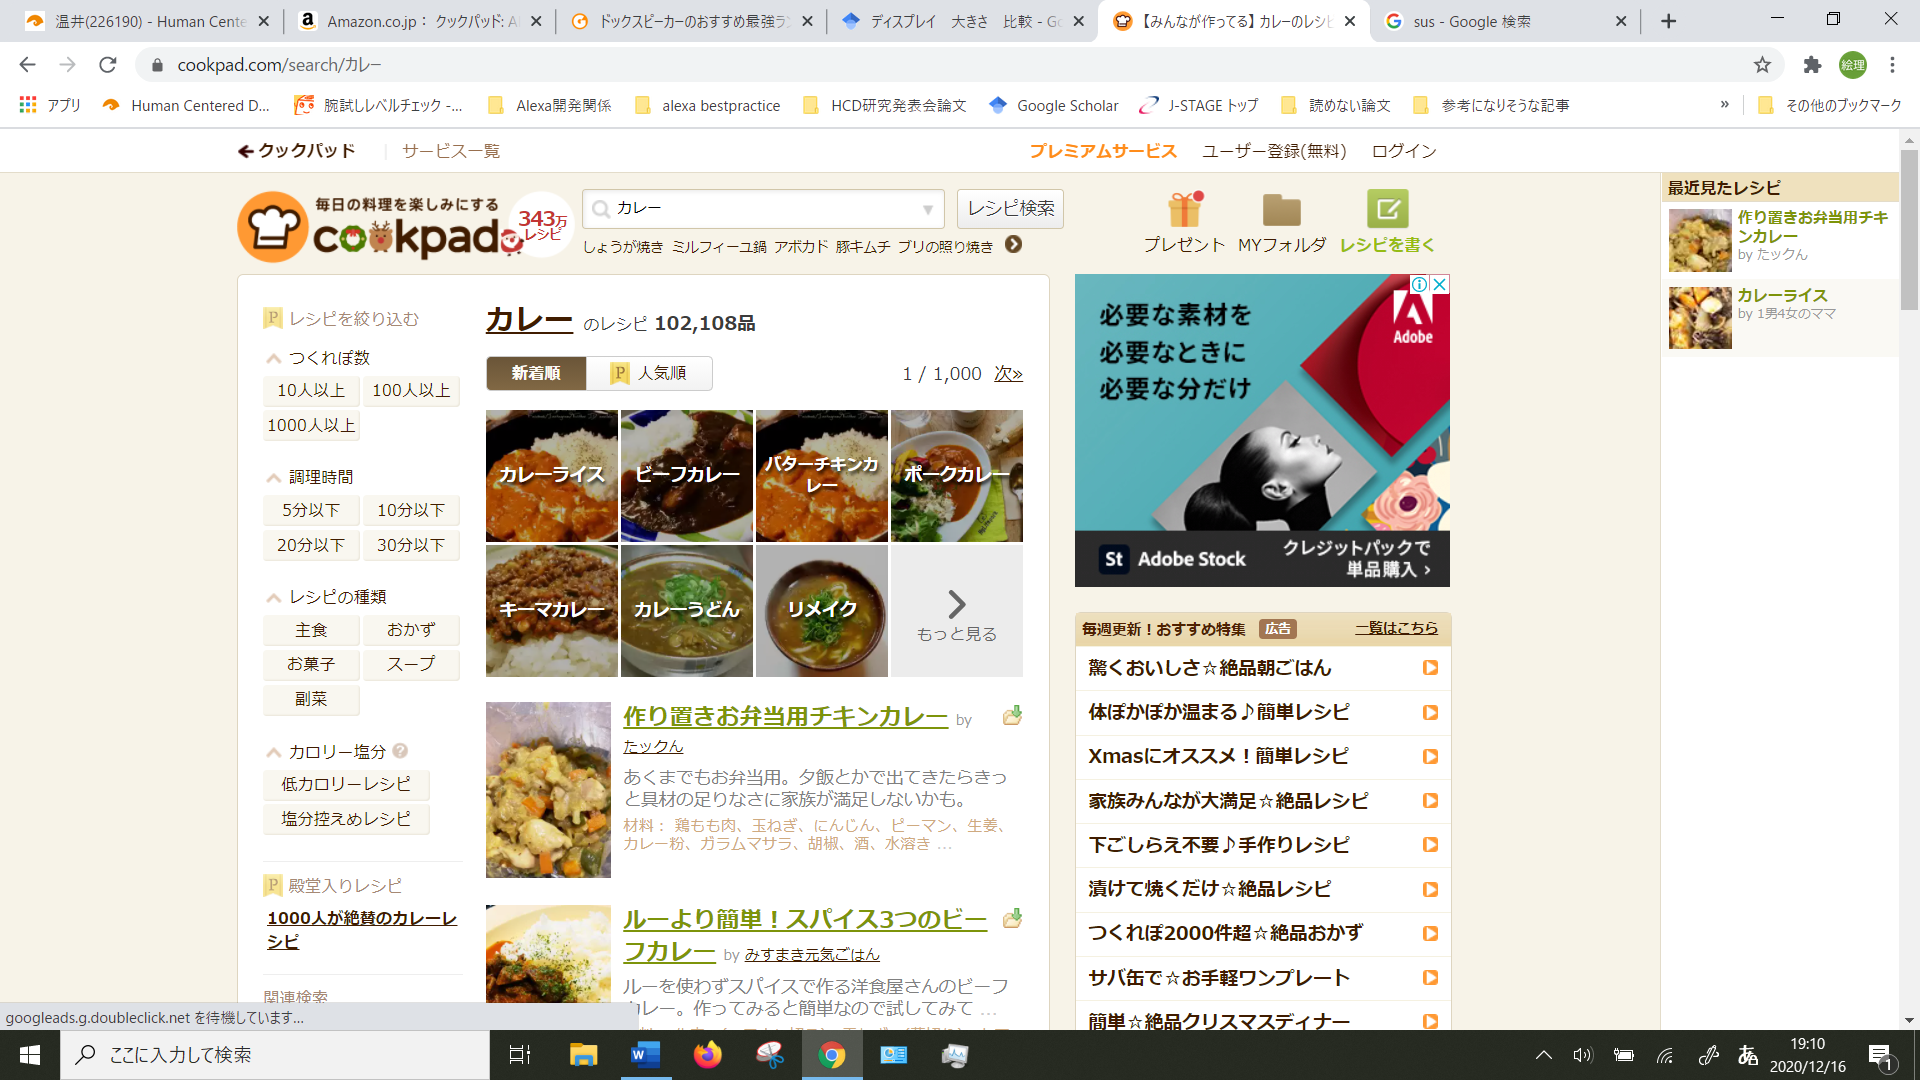 温井(226190) - Human Cente
Amazon.co.jp： クックパッド: Al
ドックスピーカーのおすすめ最強ラン
ディスプレイ　大きさ　比較 - Go
【みんなが作ってる】 カレーのレシピ
sus - Google 検索
cookpad.com/search/カレー
絵理
アプリ
Human Centered D...
腕試しレベルチェック -...
Alexa開発関係
alexa bestpractice
HCD研究発表会論文
Google Scholar
J-STAGE トップ
読めない論文
参考になりそうな記事
»
その他のブックマーク
クックパッド
サービス一覧
プレミアムサービス
ユーザー登録(無料)
ログイン
毎日の料理を楽しみにする
cookpad
343万
レシピ
カレー
レシピ検索
しょうが焼き ミルフィーユ鍋 アボカド 豚キムチ ブリの照り焼き
プレゼント
MYフォルダ
レシピを書く
最近見たレシピ
作り置きお弁当用チキ
ンカレー
by たックん
カレーライス
by 1男4女のママ
レシピを絞り込む
つくれぽ数
10人以上
100人以上
1000人以上
調理時間
5分以下
10分以下
20分以下
30分以下
レシピの種類
主食
おかず
お菓子
スープ
副菜
カロリー塩分
低カロリーレシピ
塩分控えめレシピ
殿堂入りレシピ
1000人が絶賛のカレーレ
シピ
関連検索
カレー のレシピ 102,108品
新着順
人気順
1 / 1,000 次»
カレーライス
ビーフカレー
バターチキンカ
レー
ポークカレー
キーマカレー
カレーうどん
リメイク
もっと見る
作り置きお弁当用チキンカレー by
たックん
あくまでもお弁当用。夕飯とかで出てきたらきっ
と具材の足りなさに家族が満足しないかも。
材料： 鶏もも肉、玉ねぎ、にんじん、ピーマン、生姜、
カレー粉、ガラムマサラ、胡椒、酒、水溶き …
ルーより簡単！スパイス3つのビー
フカレー by みすまき元気ごはん
ルーを使わずスパイスで作る洋食屋さんのビーフ
カレー。作ってみると簡単なので試してみて …
必要な素材を
必要なときに
必要な分だけ
Adobe
St Adobe Stock
クレジットパックで
単品購入 ›
毎週更新！おすすめ特集 広告 一覧はこちら
驚くおいしさ☆絶品朝ごはん
体ぽかぽか温まる♪簡単レシピ
Xmasにオススメ！簡単レシピ
家族みんなが大満足☆絶品レシピ
下ごしらえ不要♪手作りレシピ
漬けて焼くだけ☆絶品レシピ
つくれぽ2000件超☆絶品おかず
サバ缶で☆お手軽ワンプレート
簡単☆絶品クリスマスディナー
googleads.g.doubleclick.net を待機しています...
ここに入力して検索
あ
19:10
2020/12/16
1